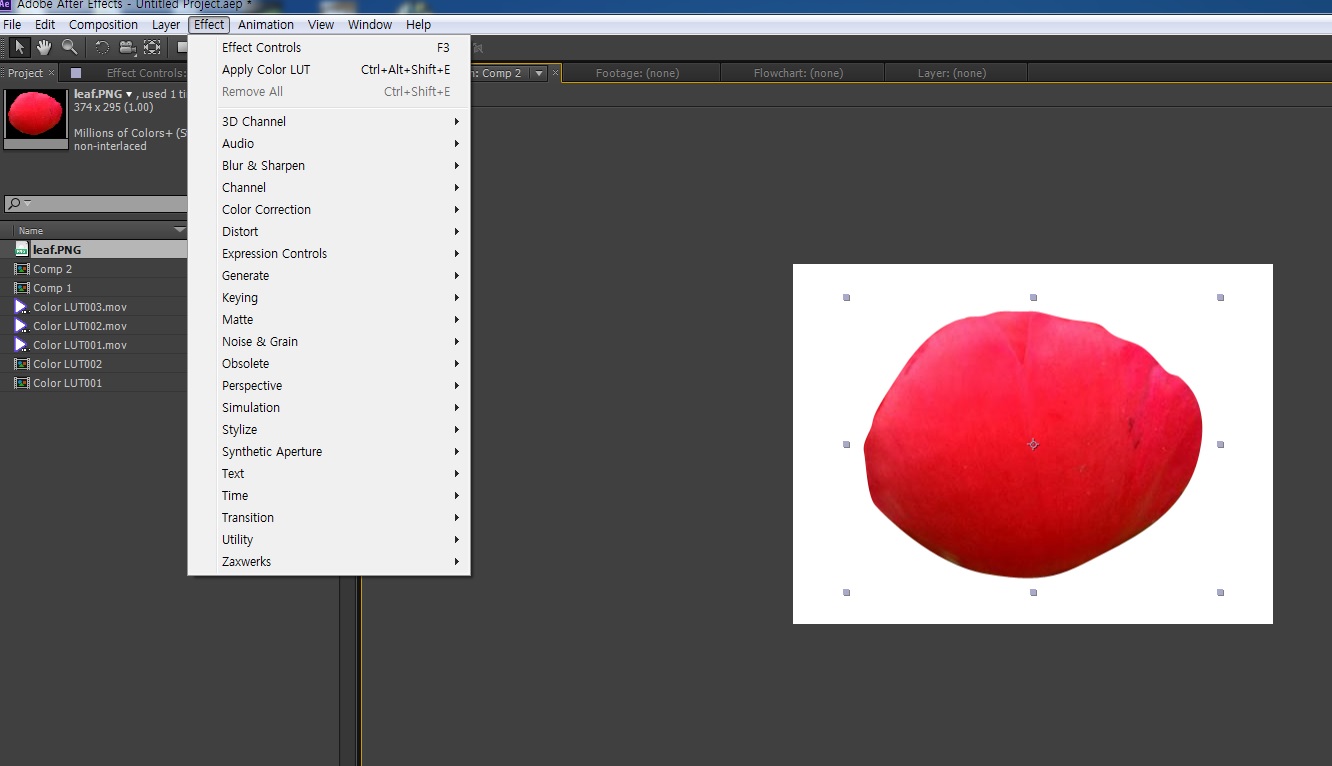 Ae Adobe After Effects - Untitled Project.aep *
File Edit Composition Layer Effect Animation View Window Help
Project × Effect Controls: : Comp 2 ▼ × Footage: (none) Flowchart: (none) Layer: (none)
leaf.PNG ▼ , used 1 ti
374 x 295 (1.00)
Millions of Colors+ (S
non-interlaced
Name
leaf.PNG
Comp 2
Comp 1
Color LUT003.mov
Color LUT002.mov
Color LUT001.mov
Color LUT002
Color LUT001
Effect Controls F3
Apply Color LUT Ctrl+Alt+Shift+E
Remove All Ctrl+Shift+E
3D Channel
Audio
Blur & Sharpen
Channel
Color Correction
Distort
Expression Controls
Generate
Keying
Matte
Noise & Grain
Obsolete
Perspective
Simulation
Stylize
Synthetic Aperture
Text
Time
Transition
Utility
Zaxwerks